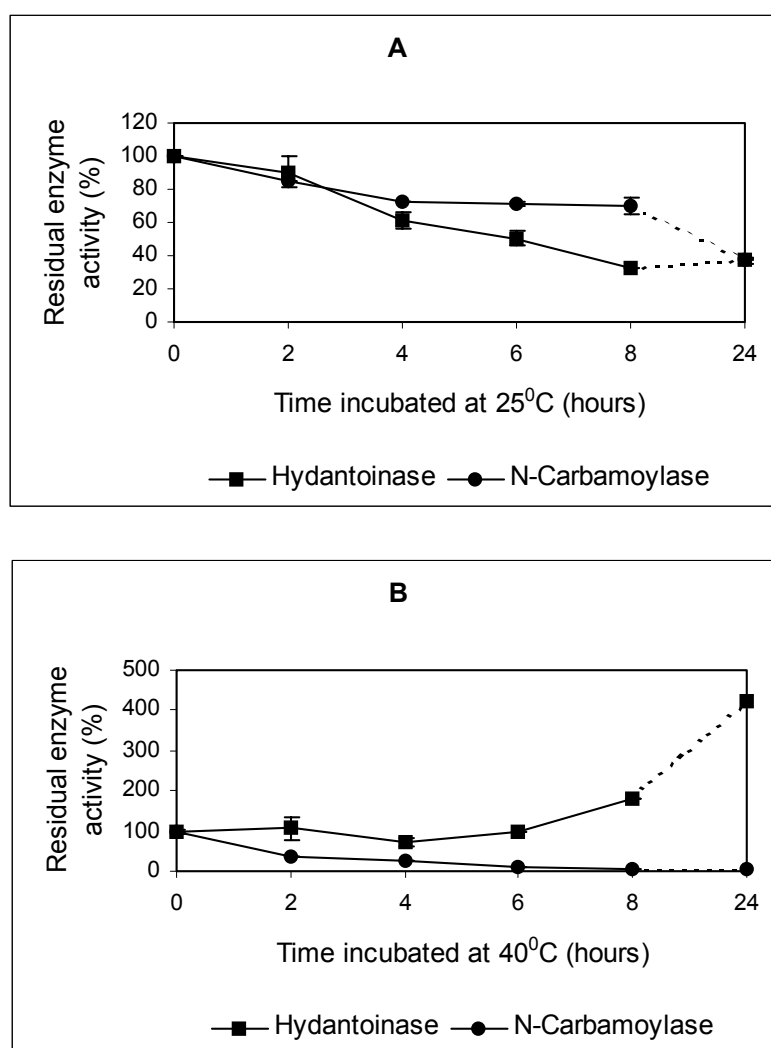 A
Residual enzyme
activity (%)
120
100
80
60
40
20
0
0 2 4 6 8 24
Time incubated at 25⁰C (hours)
Hydantoinase N-Carbamoylase
B
Residual enzyme
activity (%)
500
400
300
200
100
0
0 2 4 6 8 24
Time incubated at 40⁰C (hours)
Hydantoinase N-Carbamoylase